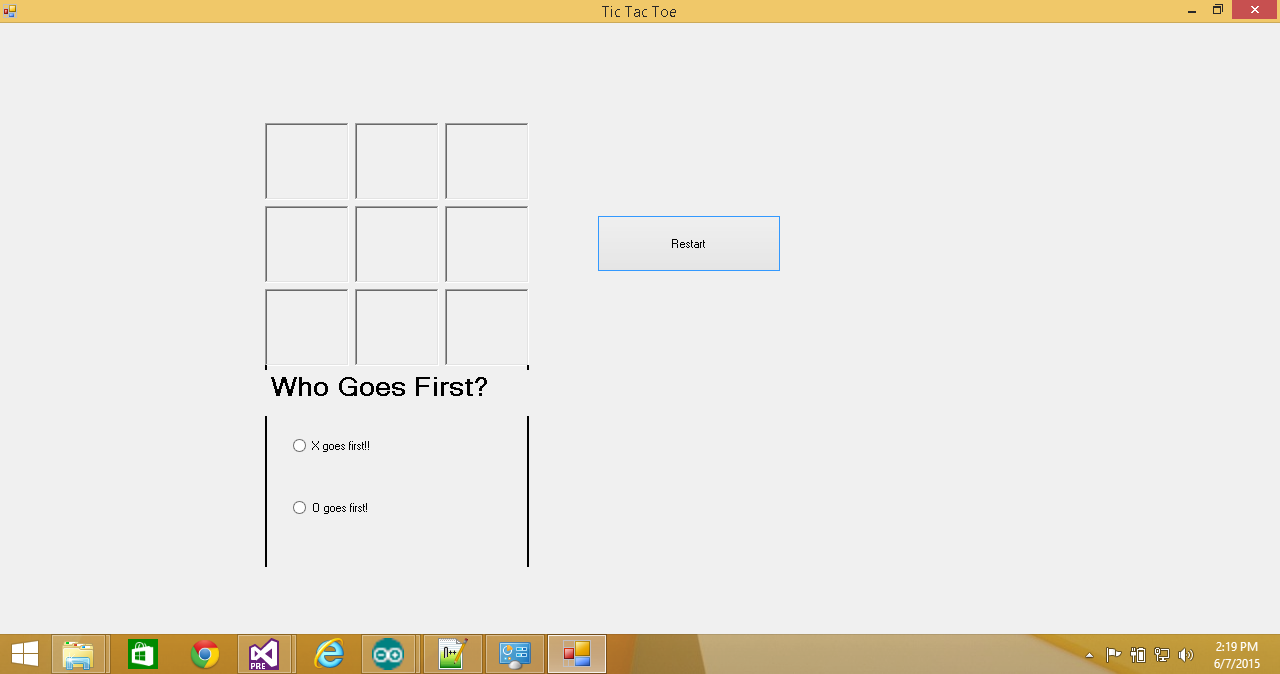 Tic Tac Toe
Restart
Who Goes First?
X goes first!!
O goes first!
PRE
n++
2:19 PM
6/7/2015